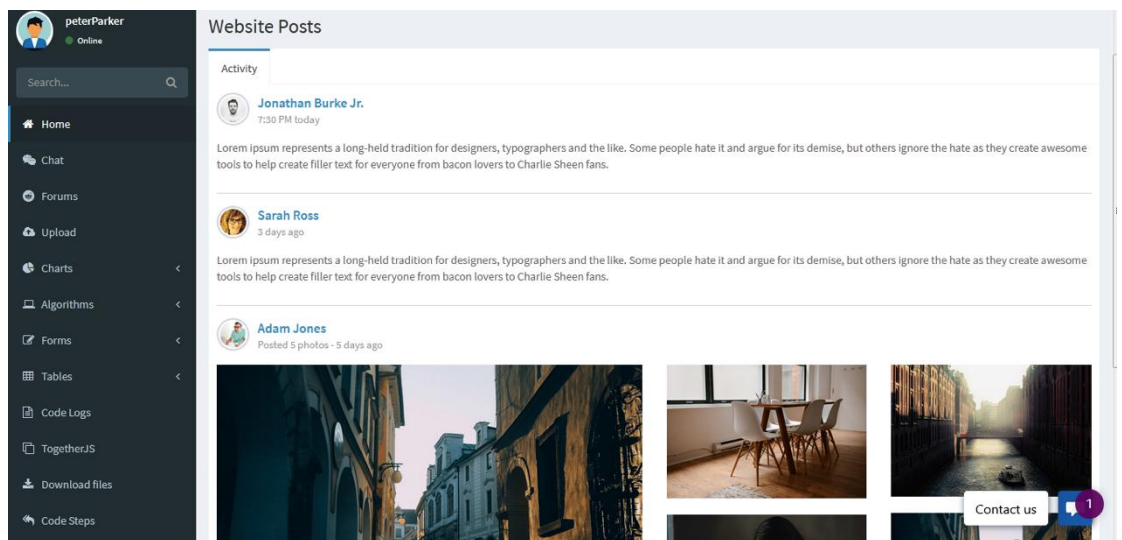 peterParker
Online
Search...
Home
Chat
Forums
Upload
Charts
Algorithms
Forms
Tables
Code Logs
TogetherJS
Download files
Code Steps
Website Posts
Activity
Jonathan Burke Jr.
7:30 PM today
Lorem ipsum represents a long-held tradition for designers, typographers and the like. Some people hate it and argue for its demise, but others ignore the hate as they create awesome
tools to help create filler text for everyone from bacon lovers to Charlie Sheen fans.
Sarah Ross
3 days ago
Lorem ipsum represents a long-held tradition for designers, typographers and the like. Some people hate it and argue for its demise, but others ignore the hate as they create awesome
tools to help create filler text for everyone from bacon lovers to Charlie Sheen fans.
Adam Jones
Posted 5 photos - 5 days ago
Contact us
1